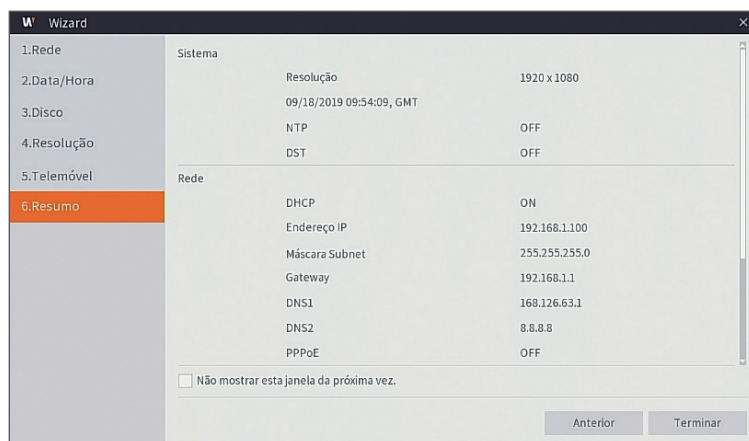 W Wizard
1.Rede
2.Data/Hora
3.Disco
4.Resolução
5.Telemóvel
6.Resumo
Sistema
Resolução 1920 x 1080
09/18/2019 09:54:09, GMT
NTP OFF
DST OFF
Rede
DHCP ON
Endereço IP 192.168.1.100
Máscara Subnet 255.255.255.0
Gateway 192.168.1.1
DNS1 168.126.63.1
DNS2 8.8.8.8
PPPoE OFF
Não mostrar esta janela da próxima vez.
Anterior Terminar